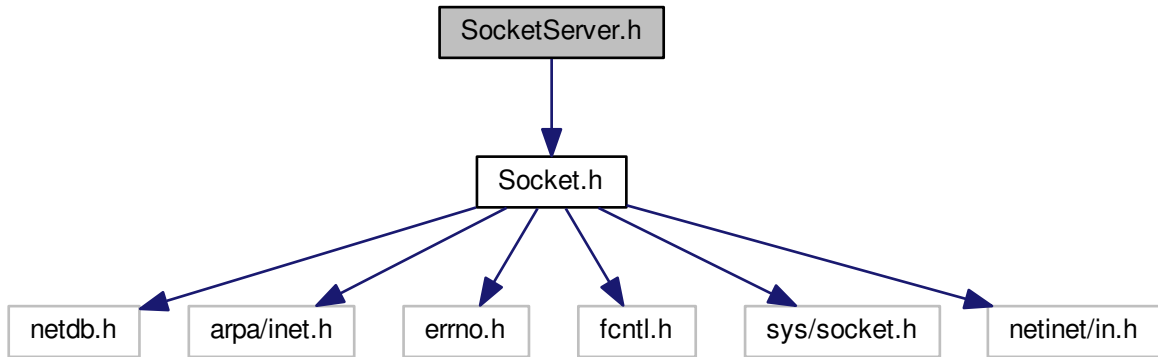 SocketServer.h
Socket.h
netdb.h
arpa/inet.h
errno.h
fcntl.h
sys/socket.h
netinet/in.h